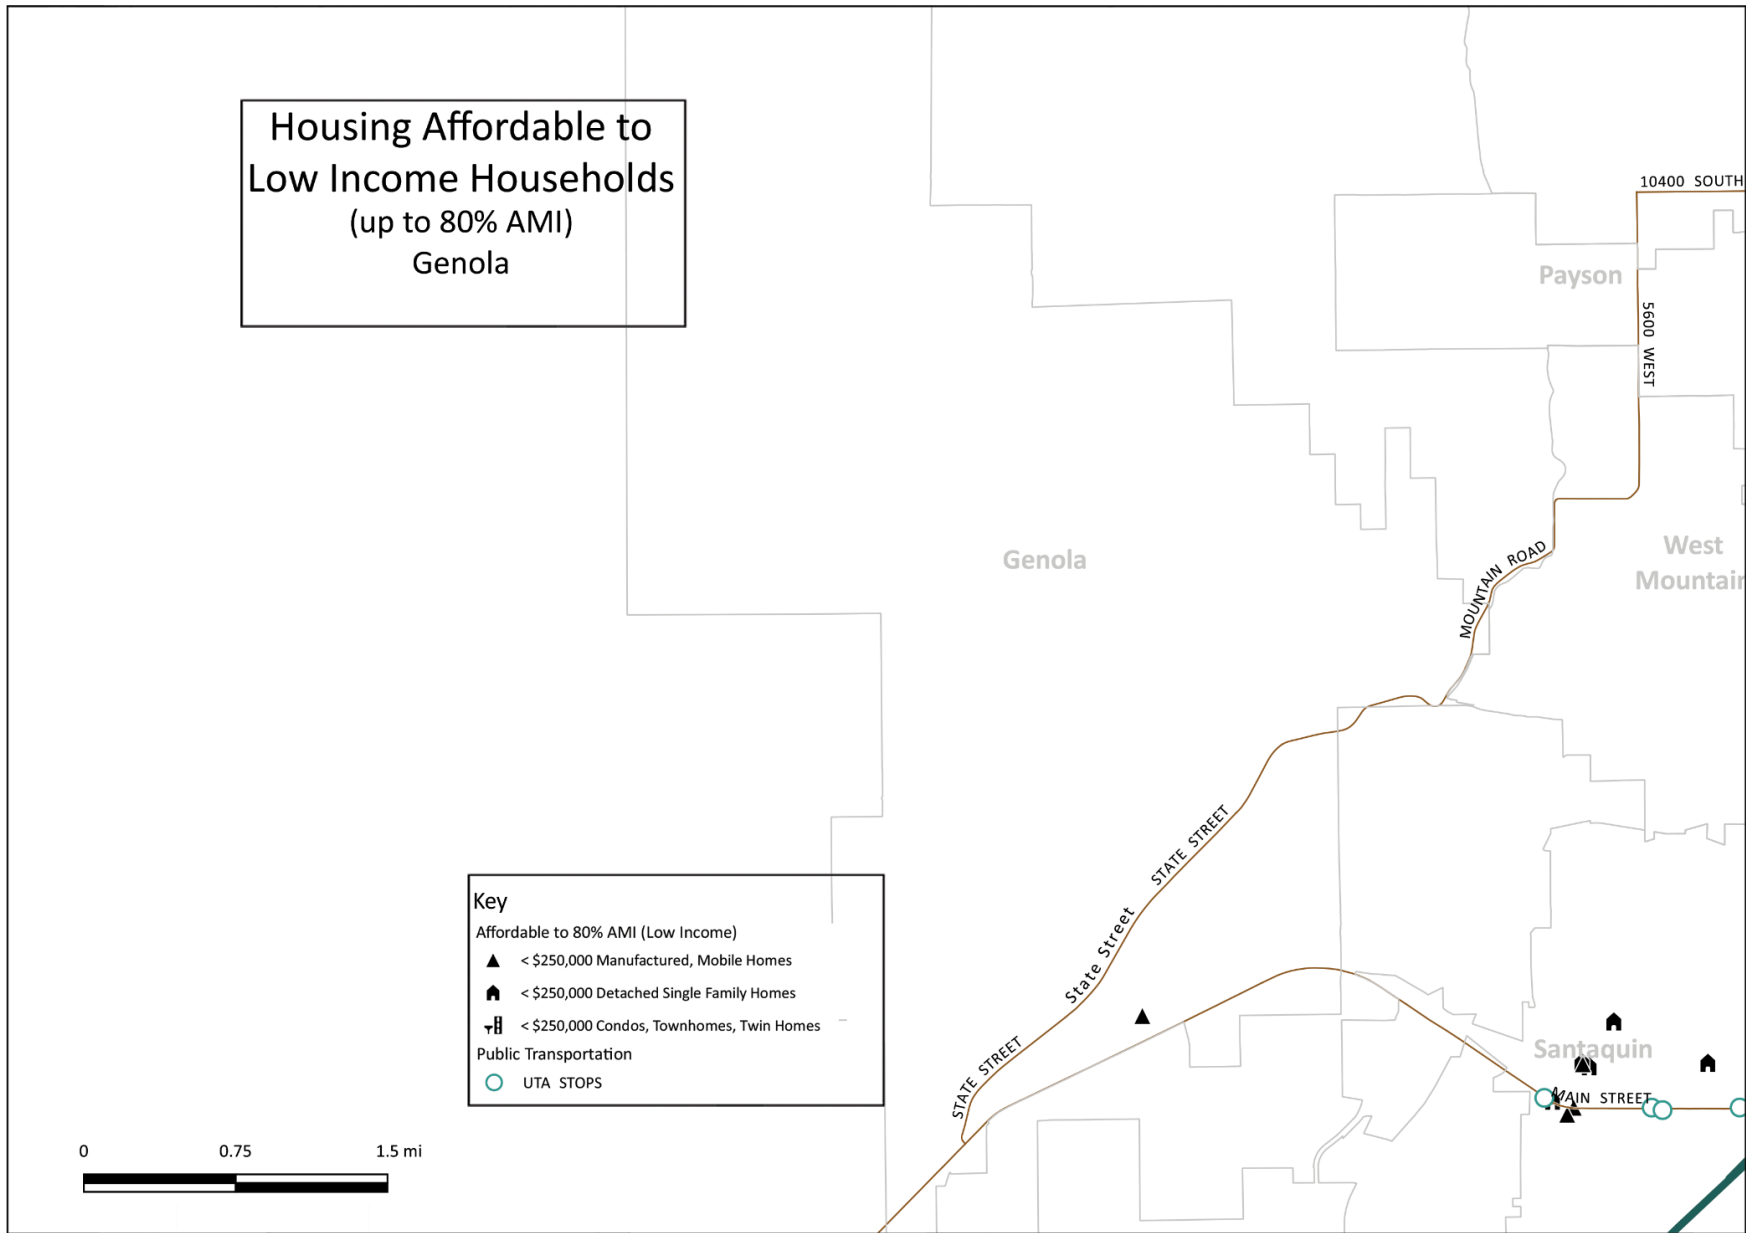 Housing Affordable to
Low Income Households
(up to 80% AMI)
Genola
10400 SOUTH
Payson
5600 WEST
Genola
West
Mountain
MOUNTAIN ROAD
STATE STREET
State Street
STATE STREET
Key
Affordable to 80% AMI (Low Income)
< $250,000 Manufactured, Mobile Homes
< $250,000 Detached Single Family Homes
< $250,000 Condos, Townhomes, Twin Homes
Public Transportation
UTA STOPS
Santaquin
MAIN STREET
0 0.75 1.5 mi